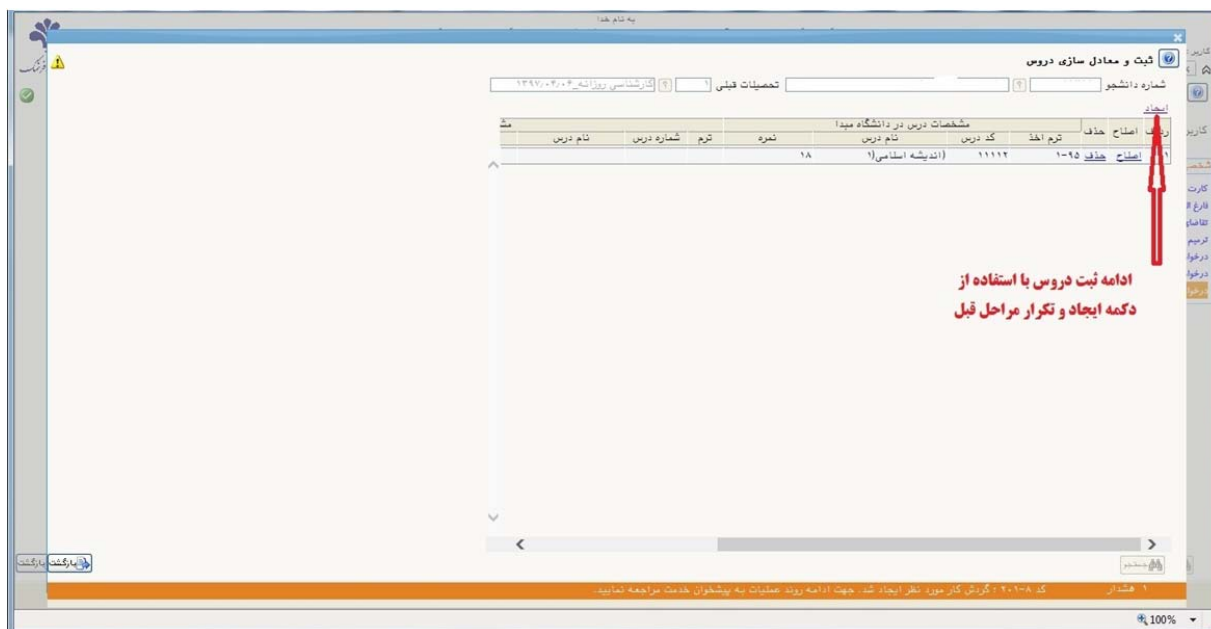 به نام خدا
ثبت و معادل سازی دروس
شماره دانشجو
تحصیلات قبلی ۱ کارشناسی روزانه_۱۳۹۷/۰۴/۰۴
ایجاد
ردیف اصلاح حذف مشخصات درس در دانشگاه مبدا
ترم اخذ کد درس نام درس نمره ترم شماره درس نام درس
۱ اصلاح حذف ۹۵-۱ ۱۱۱۱۲ (اندیشه اسلامی(۱ ۱۸
ادامه ثبت دروس با استفاده از
دکمه ایجاد و تکرار مراحل قبل
جستجو
بازگشت بازگشت
۱ هشدار کد ۸-۲۰۱ : گردش کار مورد نظر ایجاد شد. جهت ادامه روند عملیات به پیشخوان خدمت مراجعه نمایید.
100%